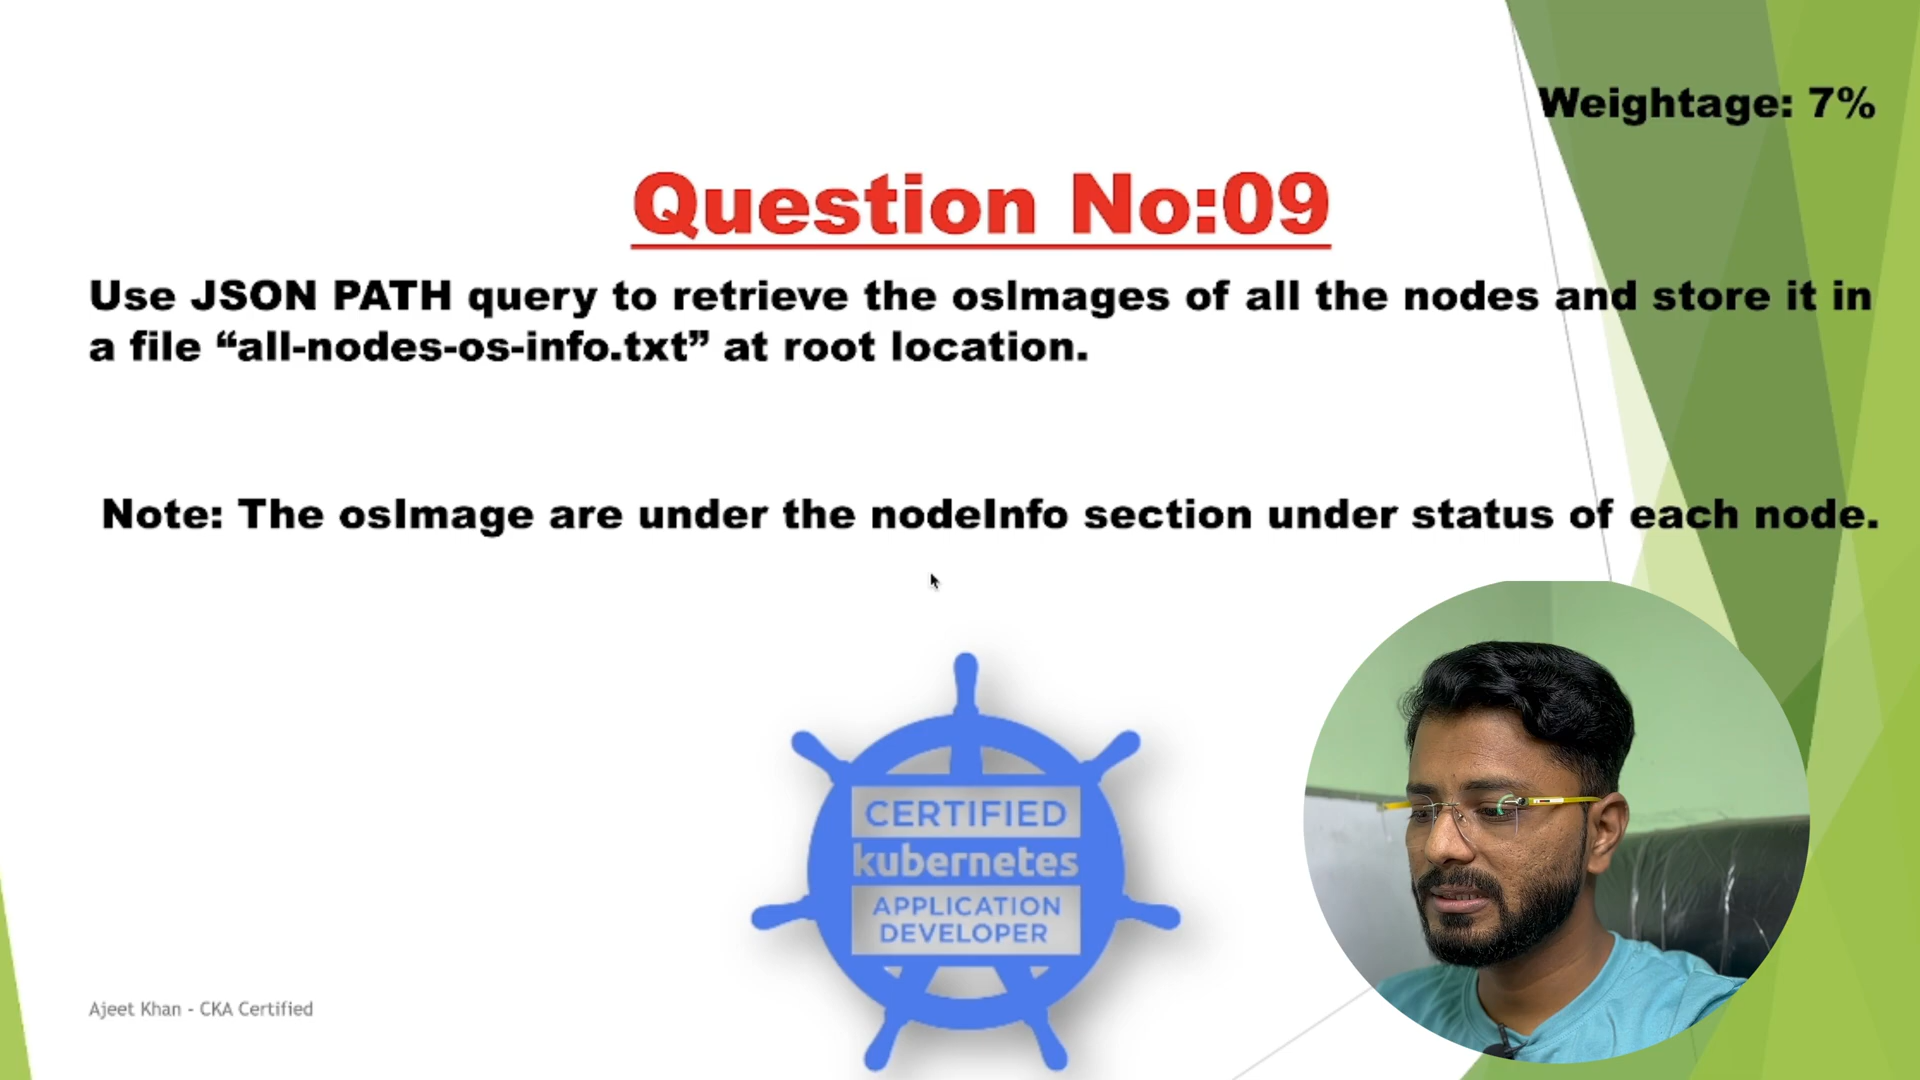 Weightage: 7%
Question No:09
Use JSON PATH query to retrieve the osImages of all the nodes and store it in
a file “all-nodes-os-info.txt” at root location.
Note: The osImage are under the nodeInfo section under status of each node.
CERTIFIED
kubernetes
APPLICATION
DEVELOPER
Ajeet Khan - CKA Certified